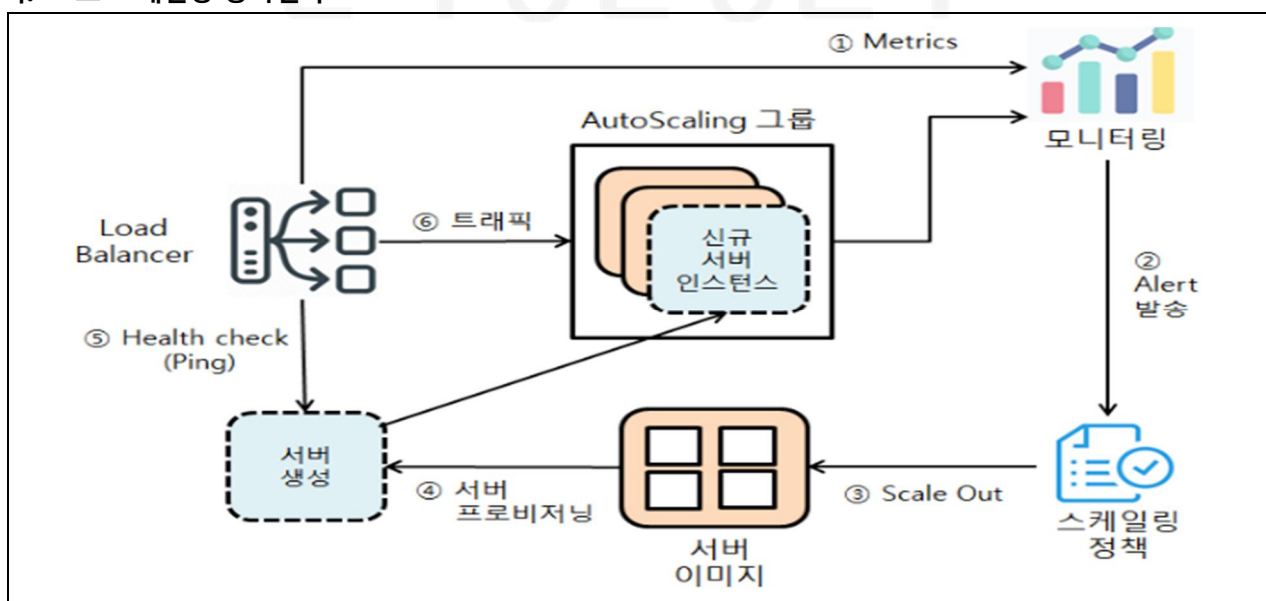 ① Metrics
AutoScaling 그룹
모니터링
Load
Balancer
⑥ 트래픽
신규
서버
인스턴스
②
Alert
발송
⑤ Health check
(Ping)
서버
생성
④ 서버
프로비저닝
③ Scale Out
서버
이미지
스케일링
정책